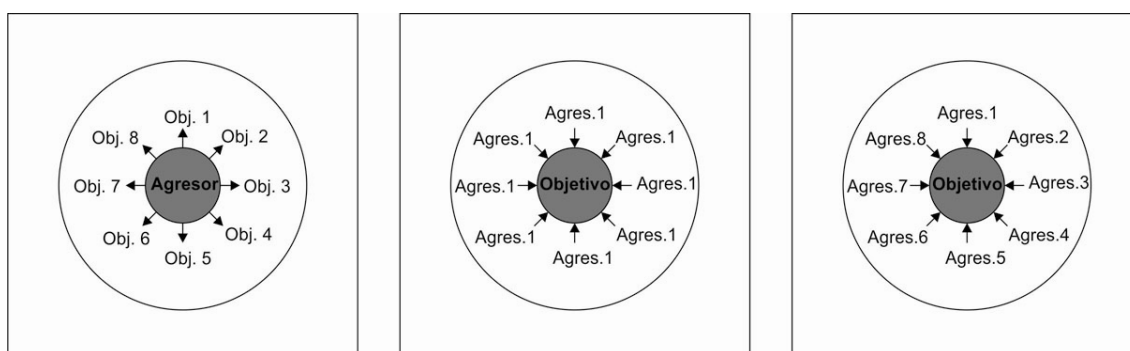 Obj. 1
Obj. 8
Obj. 2
Obj. 7
Agresor
Obj. 3
Obj. 6
Obj. 4
Obj. 5
Agres.1
Agres.1
Agres.1
Agres.1
Objetivo
Agres.1
Agres.1
Agres.1
Agres.1
Agres.1
Agres.8
Agres.2
Agres.7
Objetivo
Agres.3
Agres.6
Agres.4
Agres.5